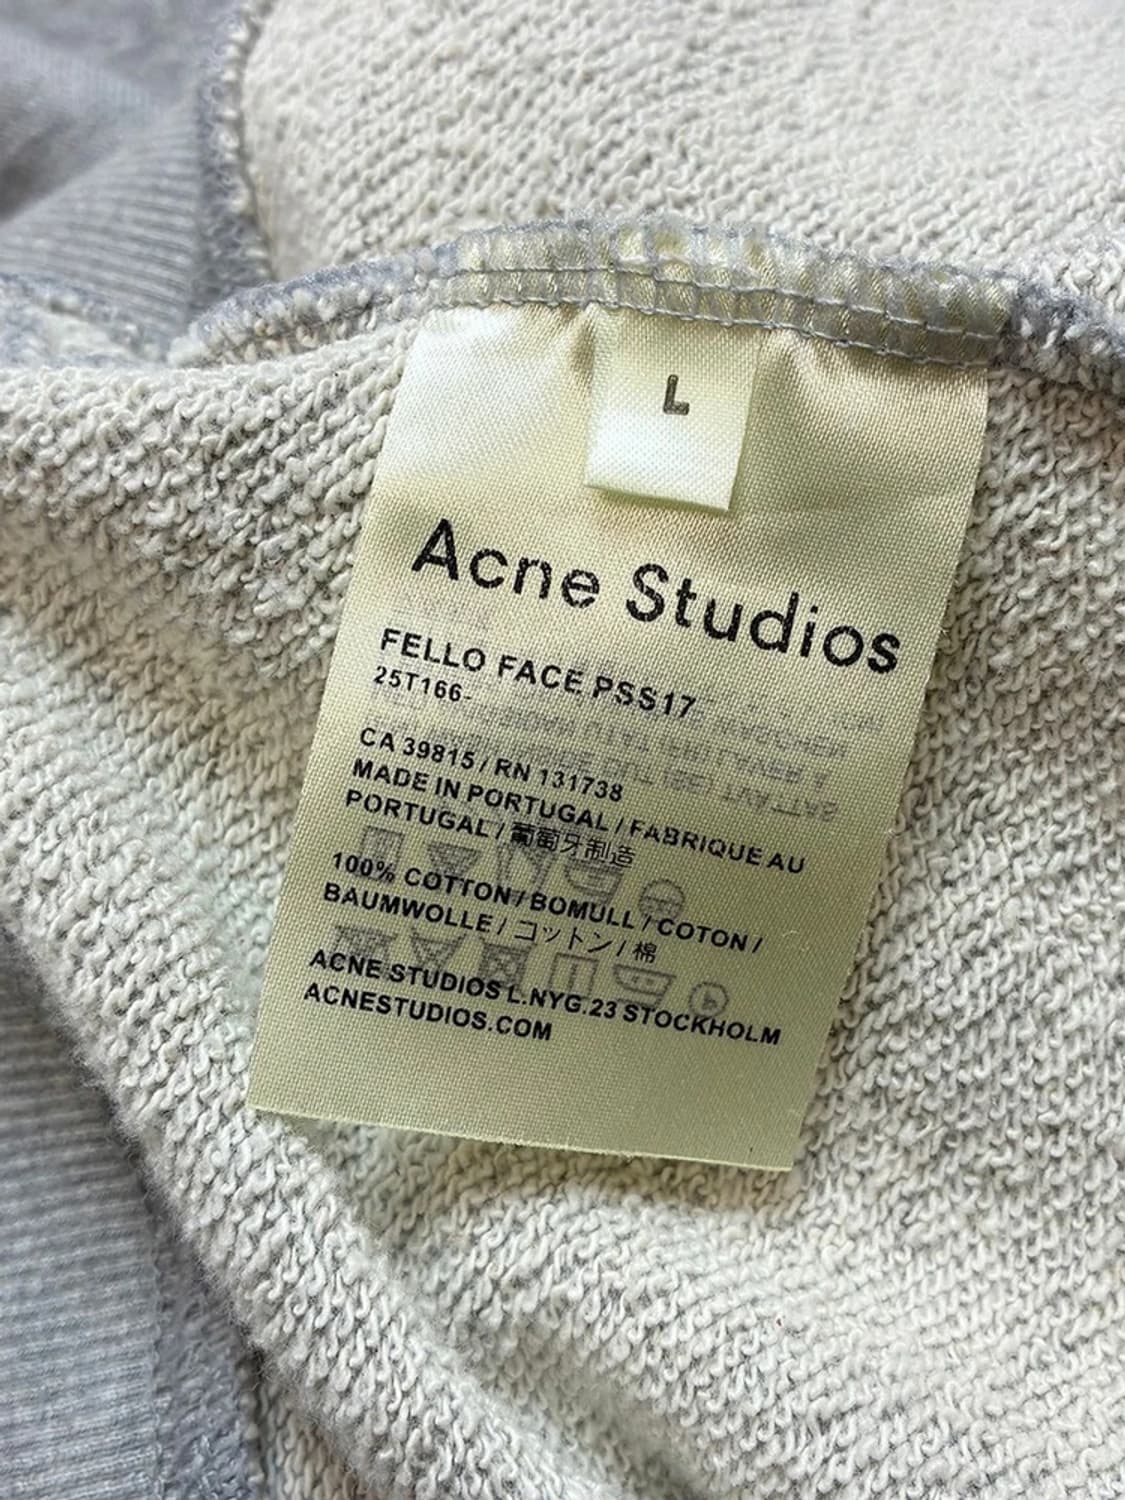 L
Acne Studios
FELLO FACE PSS17
25T166-
CA 39815 / RN 131738
MADE IN PORTUGAL / FABRIQUE AU
PORTUGAL / 葡萄牙制造
100% COTTON / BOMULL / COTON /
BAUMWOLLE / コットン / 棉
ACNE STUDIOS L.NYG.23 STOCKHOLM
ACNESTUDIOS.COM